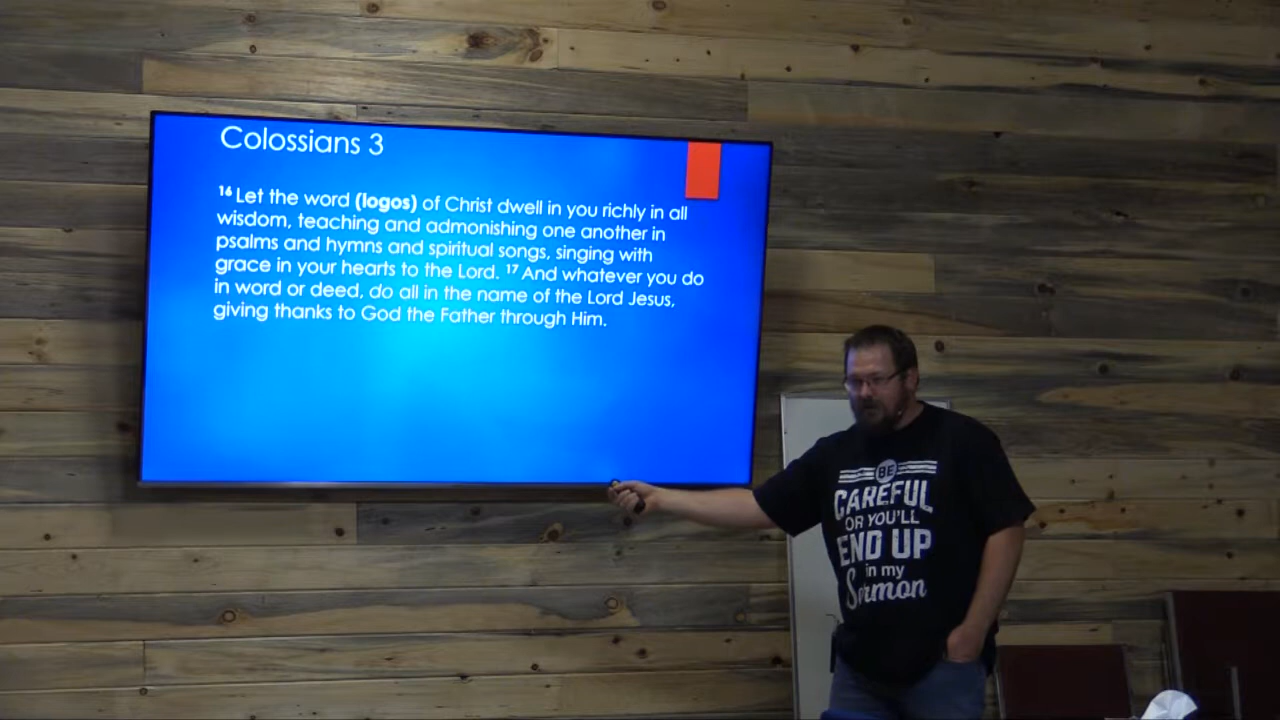 Colossians 3
16 Let the word (logos) of Christ dwell in you richly in all
wisdom, teaching and admonishing one another in
psalms and hymns and spiritual songs, singing with
grace in your hearts to the Lord. 17 And whatever you do
in word or deed, do all in the name of the Lord Jesus,
giving thanks to God the Father through Him.
BE
CAREFUL
OR YOU'LL
END UP
in my
Sermon